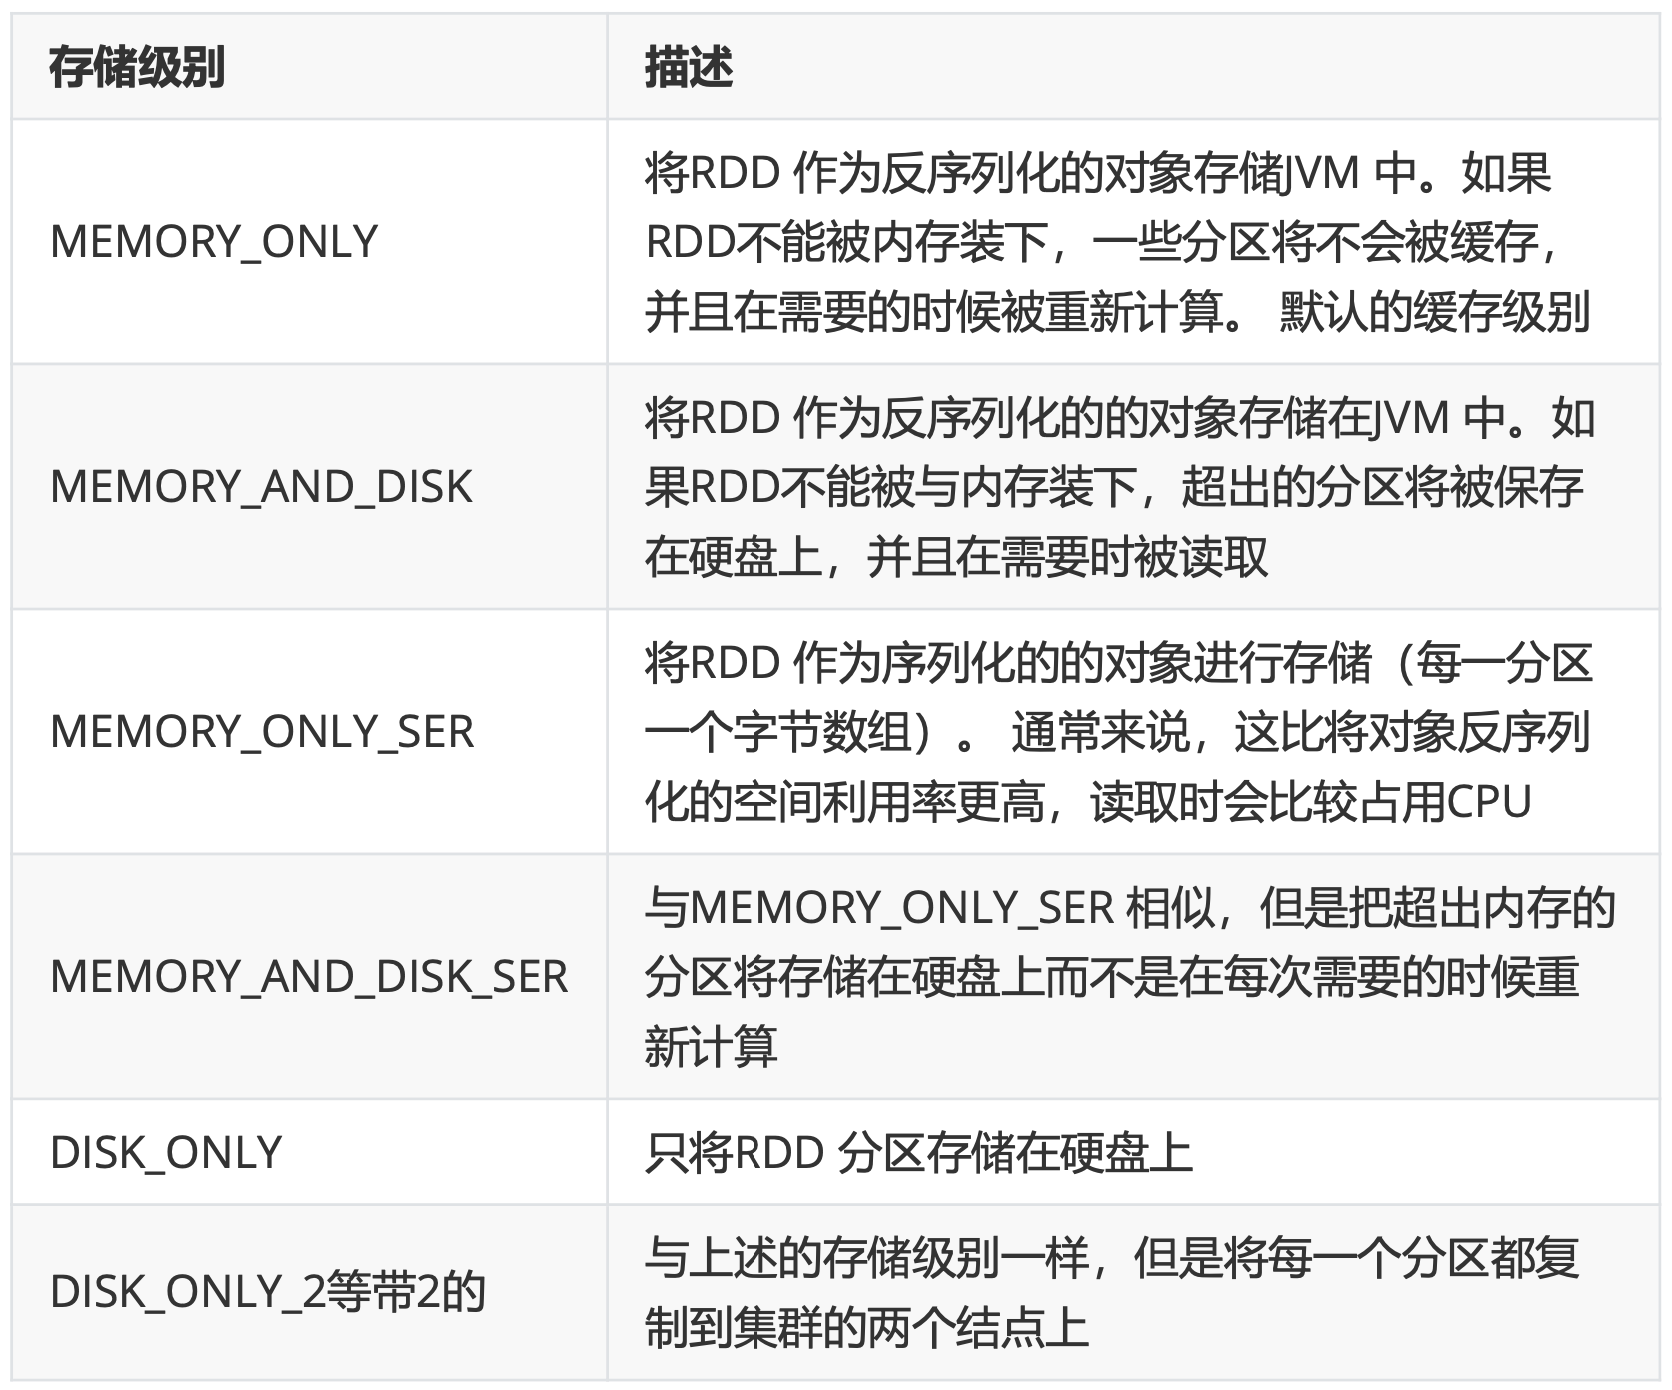 存储级别
描述
MEMORY_ONLY
将RDD 作为反序列化的对象存储JVM 中。如果
RDD不能被内存装下，一些分区将不会被缓存，
并且在需要的时候被重新计算。 默认的缓存级别
MEMORY_AND_DISK
将RDD 作为反序列化的的对象存储在JVM 中。如
果RDD不能被与内存装下，超出的分区将被保存
在硬盘上，并且在需要时被读取
MEMORY_ONLY_SER
将RDD 作为序列化的的对象进行存储（每一分区
一个字节数组）。 通常来说，这比将对象反序列
化的空间利用率更高，读取时会比较占用CPU
MEMORY_AND_DISK_SER
与MEMORY_ONLY_SER 相似，但是把超出内存的
分区将存储在硬盘上而不是在每次需要的时候重
新计算
DISK_ONLY
只将RDD 分区存储在硬盘上
DISK_ONLY_2等带2的
与上述的存储级别一样，但是将每一个分区都复
制到集群的两个结点上